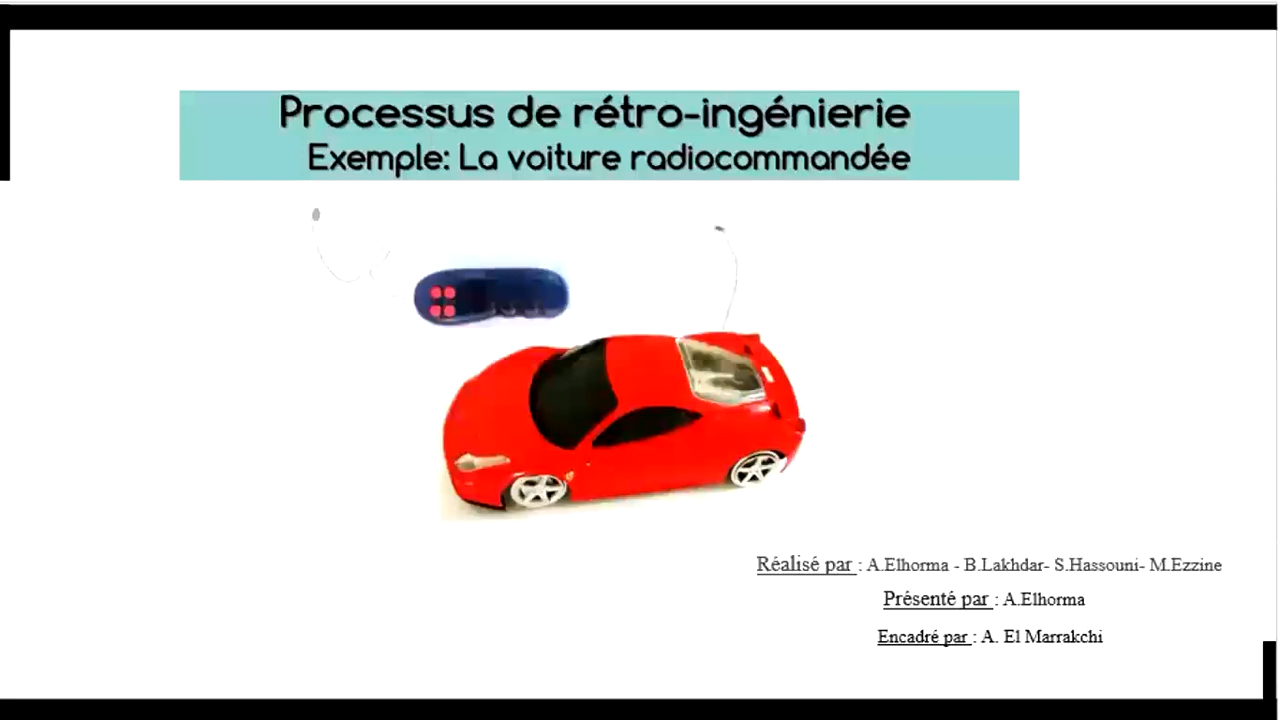 Processus de rétro-ingénierie
Exemple: La voiture radiocommandée
Réalisé par : A.Elhorma - B.Lakhdar- S.Hassouni- M.Ezzine
Présenté par : A.Elhorma
Encadré par : A. El Marrakchi